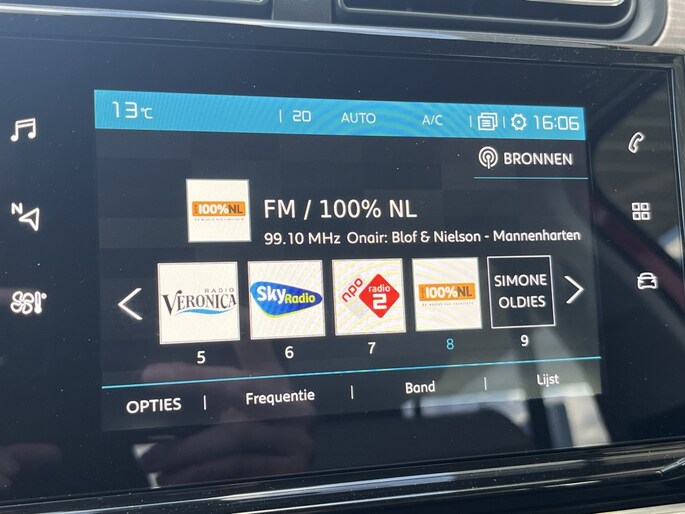 13°C | 20 AUTO A/C | | 16:06
BRONNEN
100%NL
FM / 100% NL
99.10 MHz Onair: Blof & Nielson - Mannenharten
RADIO
VERONICA
Sky Radio
npo radio 2
100%NL
SIMONE
OLDIES
5 6 7 8 9
OPTIES | Frequentie | Band | Lijst
N